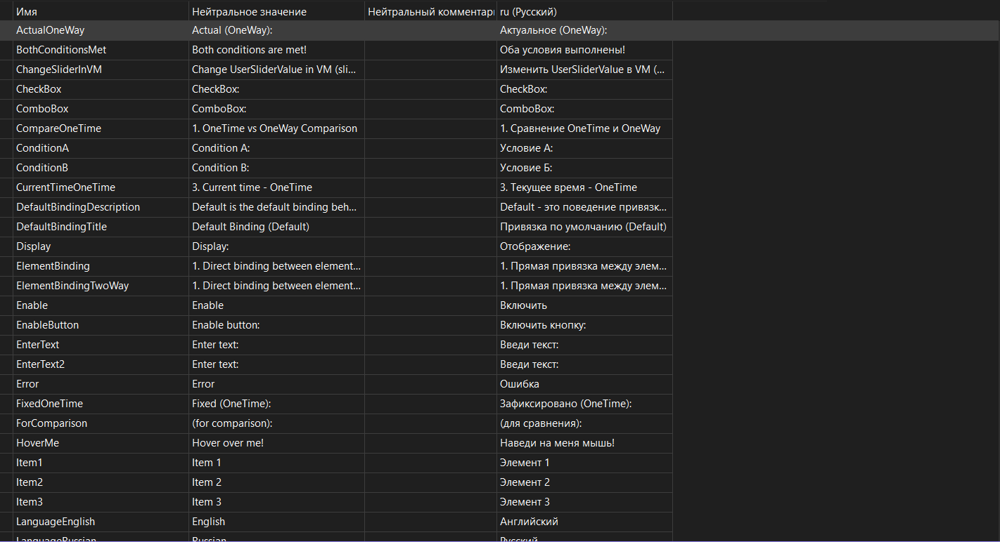 Имя Нейтральное значение Нейтральный комментар ru (Русский)
ActualOneWay Actual (OneWay): Актуальное (OneWay):
BothConditionsMet Both conditions are met! Оба условия выполнены!
ChangeSliderInVM Change UserSliderValue in VM (sli... Изменить UserSliderValue в VM (...
CheckBox CheckBox: CheckBox:
ComboBox ComboBox: ComboBox:
CompareOneTime 1. OneTime vs OneWay Comparison 1. Сравнение OneTime и OneWay
ConditionA Condition A: Условие А:
ConditionB Condition B: Условие Б:
CurrentTimeOneTime 3. Current time - OneTime 3. Текущее время - OneTime
DefaultBindingDescription Default is the default binding beh... Default - это поведение привязк...
DefaultBindingTitle Default Binding (Default) Привязка по умолчанию (Default)
Display Display: Отображение:
ElementBinding 1. Direct binding between element... 1. Прямая привязка между элем...
ElementBindingTwoWay 1. Direct binding between element... 1. Прямая привязка между элем...
Enable Enable Включить
EnableButton Enable button: Включить кнопку:
EnterText Enter text: Введи текст:
EnterText2 Enter text: Введи текст:
Error Error Ошибка
FixedOneTime Fixed (OneTime): Зафиксировано (OneTime):
ForComparison (for comparison): (для сравнения):
HoverMe Hover over me! Наведи на меня мышь!
Item1 Item 1 Элемент 1
Item2 Item 2 Элемент 2
Item3 Item 3 Элемент 3
LanguageEnglish English Английский
LanguageRussian Russian Русский